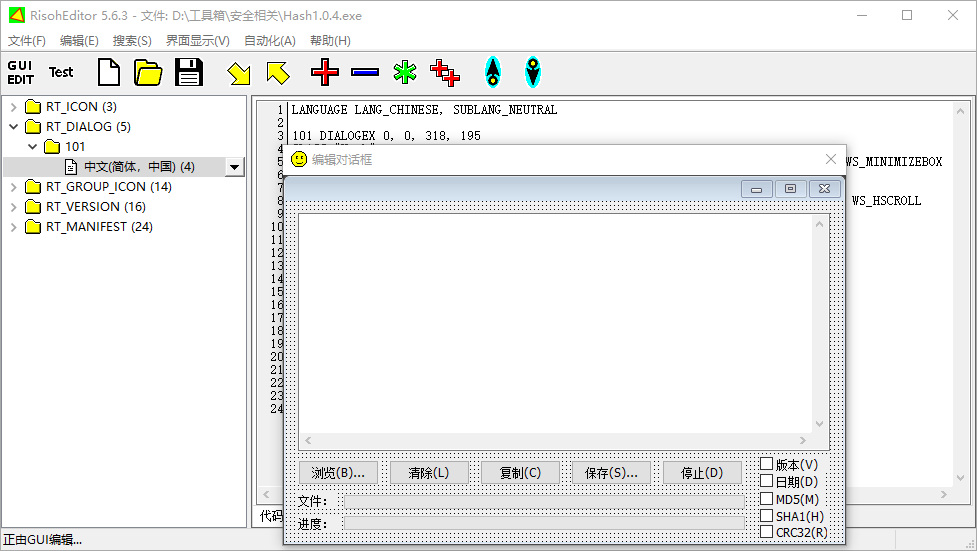 RisohEditor 5.6.3 - 文件: D:\工具箱\安全相关\Hash1.0.4.exe
文件(F) 编辑(E) 搜索(S) 界面显示(V) 自动化(A) 帮助(H)
GUI EDIT Test
RT_ICON (3)
RT_DIALOG (5)
101
中文(简体，中国) (4)
RT_GROUP_ICON (14)
RT_VERSION (16)
RT_MANIFEST (24)
1 LANGUAGE LANG_CHINESE, SUBLANG_NEUTRAL
2
3 101 DIALOGEX 0, 0, 318, 195
4
5 WS_MINIMIZEBOX
6
7
8 WS_HSCROLL
9
10
11
12
13
14
15
16
17
18
19
20
21
22
23
24
编辑对话框
浏览(B)... 清除(L) 复制(C) 保存(S)... 停止(D)
文件：
进度：
版本(V)
日期(D)
MD5(M)
SHA1(H)
CRC32(R)
代码
正由GUI编辑...